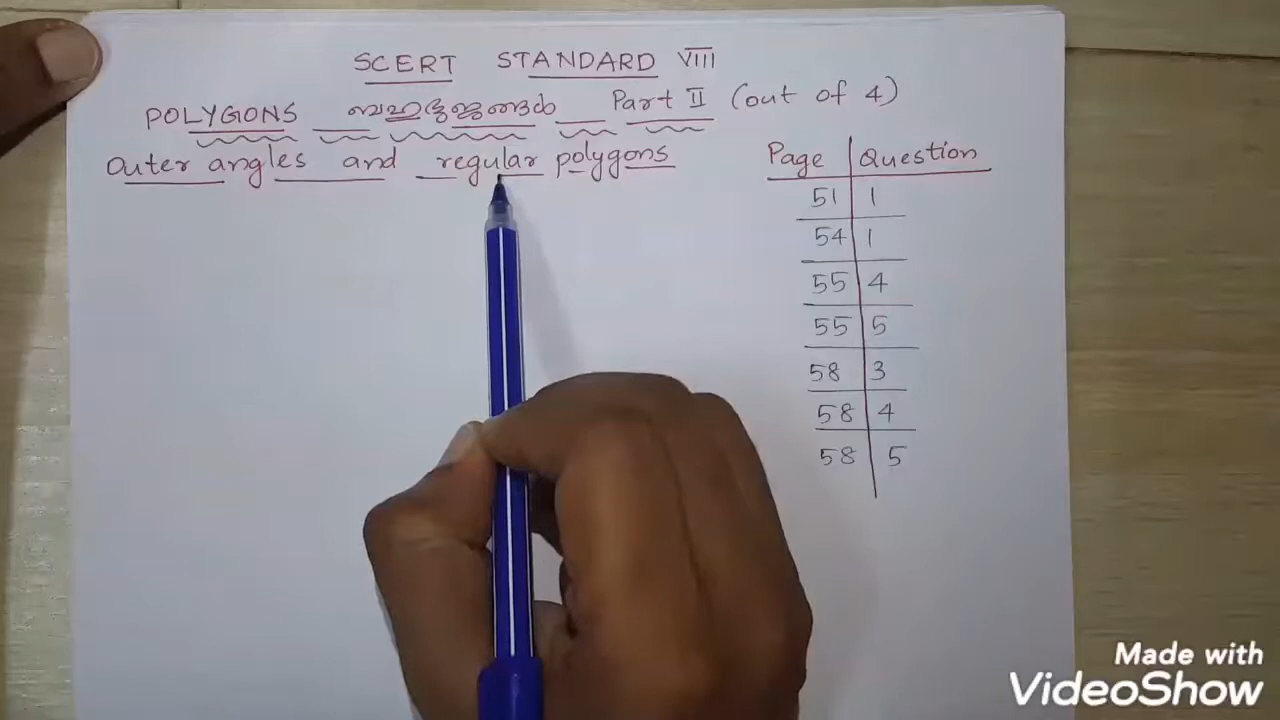 SCERT STANDARD VIII
POLYGONS ബഹുഭുജങ്ങൾ Part II (out of 4)
Outer angles and regular polygons
Page Question
51 1
54 1
55 4
55 5
58 3
58 4
58 5
Made with
VideoShow